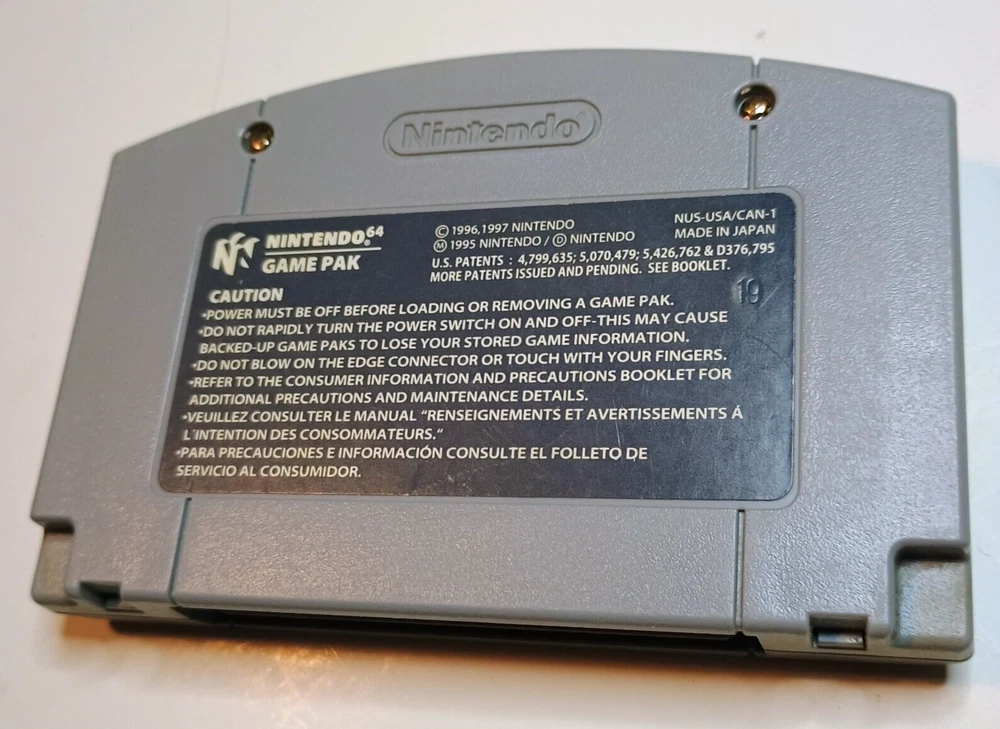 Nintendo®
NINTENDO®64
GAME PAK
©1996,1997 NINTENDO
Ⓜ1995 NINTENDO / Ⓓ NINTENDO
U.S. PATENTS : 4,799,635; 5,070,479; 5,426,762 & D376,795
MORE PATENTS ISSUED AND PENDING. SEE BOOKLET.
NUS-USA/CAN-1
MADE IN JAPAN
19
CAUTION
•POWER MUST BE OFF BEFORE LOADING OR REMOVING A GAME PAK.
•DO NOT RAPIDLY TURN THE POWER SWITCH ON AND OFF-THIS MAY CAUSE
BACKED-UP GAME PAKS TO LOSE YOUR STORED GAME INFORMATION.
•DO NOT BLOW ON THE EDGE CONNECTOR OR TOUCH WITH YOUR FINGERS.
•REFER TO THE CONSUMER INFORMATION AND PRECAUTIONS BOOKLET FOR
ADDITIONAL PRECAUTIONS AND MAINTENANCE DETAILS.
•VEUILLEZ CONSULTER LE MANUAL “RENSEIGNEMENTS ET AVERTISSEMENTS Á
L'INTENTION DES CONSOMMATEURS.“
•PARA PRECAUCIONES E INFORMACIÓN CONSULTE EL FOLLETO DE
SERVICIO AL CONSUMIDOR.